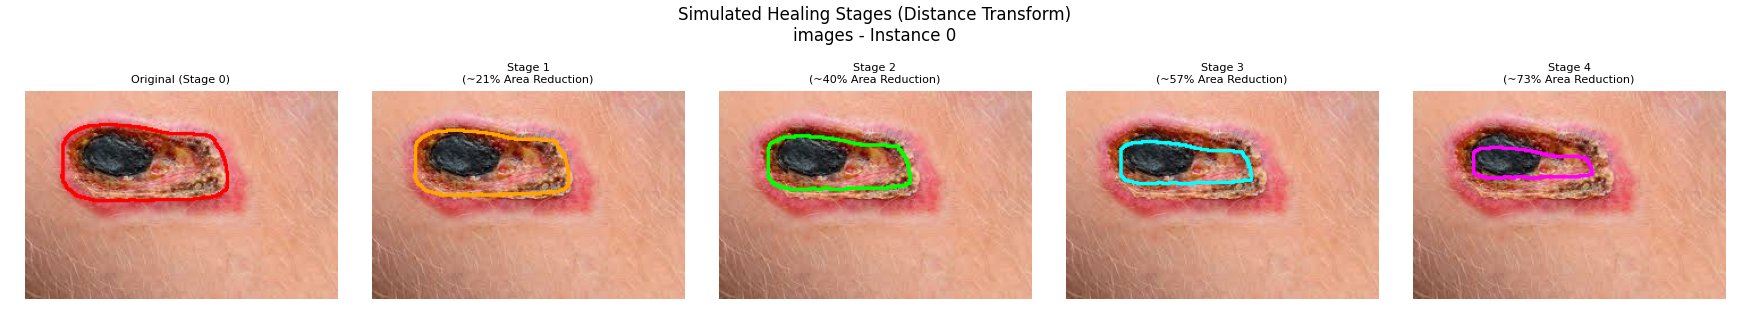 Simulated Healing Stages (Distance Transform)
images - Instance 0
Original (Stage 0)
Stage 1
(~21% Area Reduction)
Stage 2
(~40% Area Reduction)
Stage 3
(~57% Area Reduction)
Stage 4
(~73% Area Reduction)